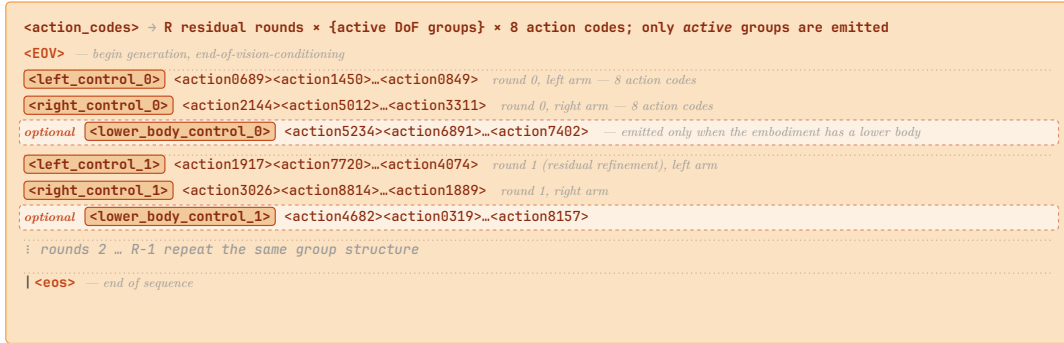 <action_codes> → R residual rounds × {active DoF groups} × 8 action codes; only active groups are emitted
<EOV> — begin generation, end-of-vision-conditioning
<left_control_0> <action0689><action1450>…<action0849> round 0, left arm — 8 action codes
<right_control_0> <action2144><action5012>…<action3311> round 0, right arm — 8 action codes
optional <lower_body_control_0> <action5234><action6891>…<action7402> — emitted only when the embodiment has a lower body
<left_control_1> <action1917><action7720>…<action4074> round 1 (residual refinement), left arm
<right_control_1> <action3026><action8814>…<action1889> round 1, right arm
optional <lower_body_control_1> <action4682><action0319>…<action8157>
⋮ rounds 2 … R-1 repeat the same group structure
|<eos> — end of sequence